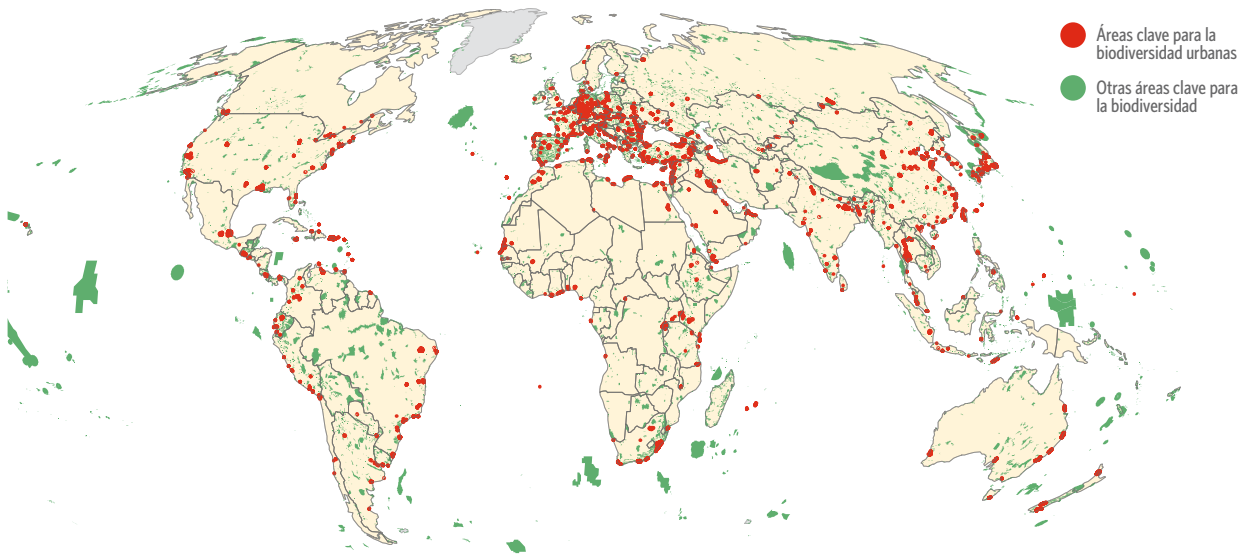 Áreas clave para la
biodiversidad urbanas
Otras áreas clave para
la biodiversidad